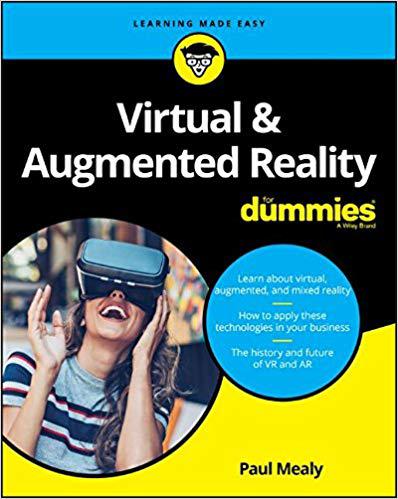 LEARNING MADE EASY
Virtual &
Augmented Reality
for
dummies®
A Wiley Brand
Learn about virtual,
augmented, and mixed reality
How to apply these
technologies in your business
The history and future
of VR and AR
Paul Mealy